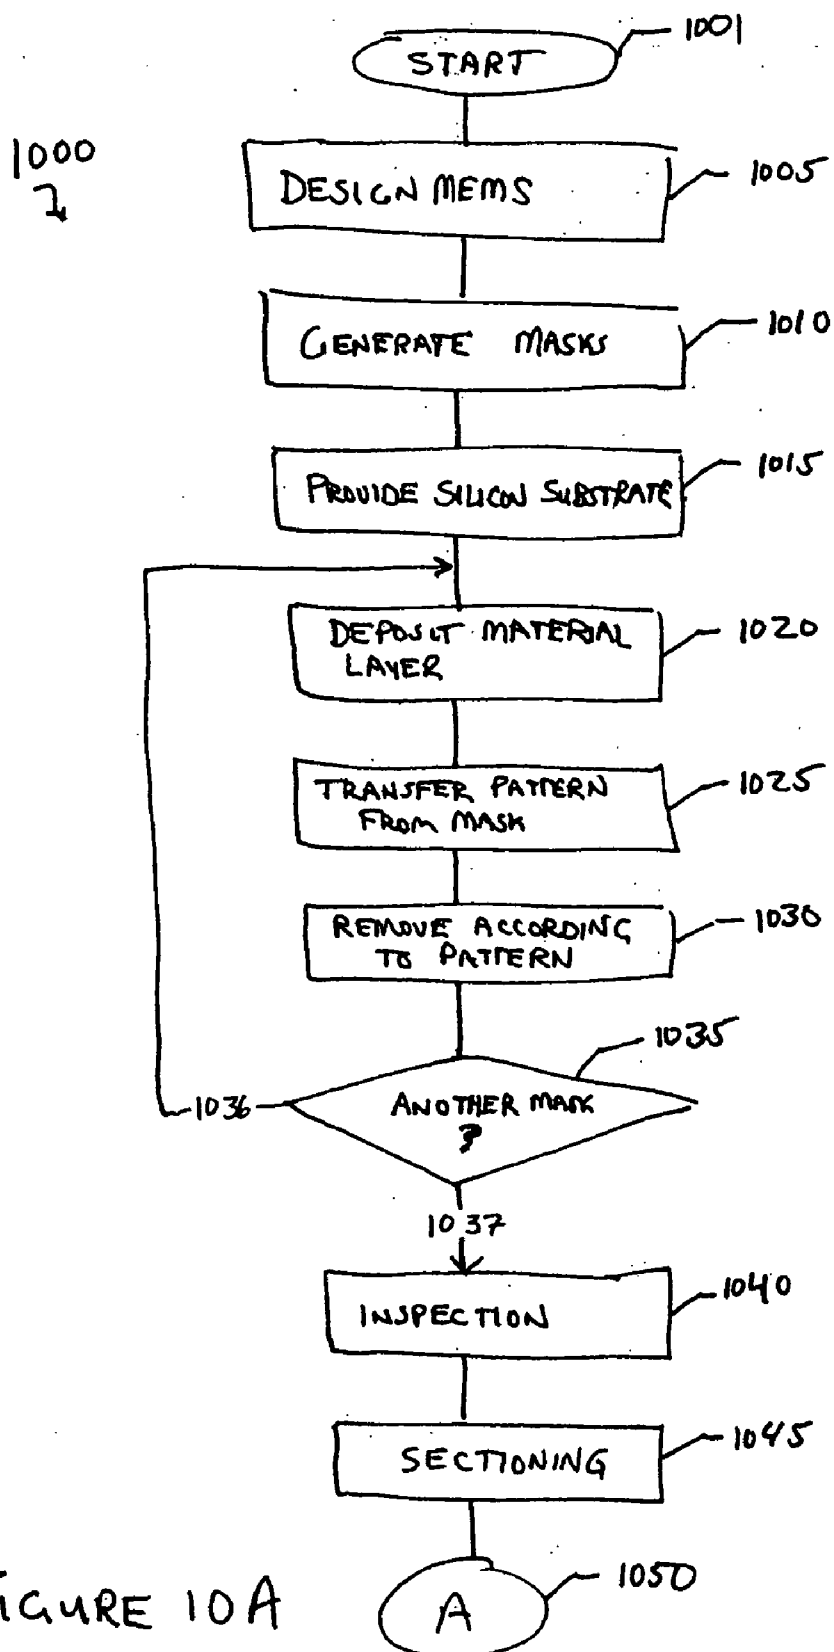 1001
START
1000
DESIGN MEMS
1005
GENERATE MASKS
1010
PROVIDE SILICON SUBSTRATE
1015
DEPOSIT MATERIAL
LAYER
1020
TRANSFER PATTERN
FROM MASK
1025
REMOVE ACCORDING
TO PATTERN
1030
1035
ANOTHER MASK
?
1036
1037
INSPECTION
1040
SECTIONING
1045
A
1050
FIGURE 10A